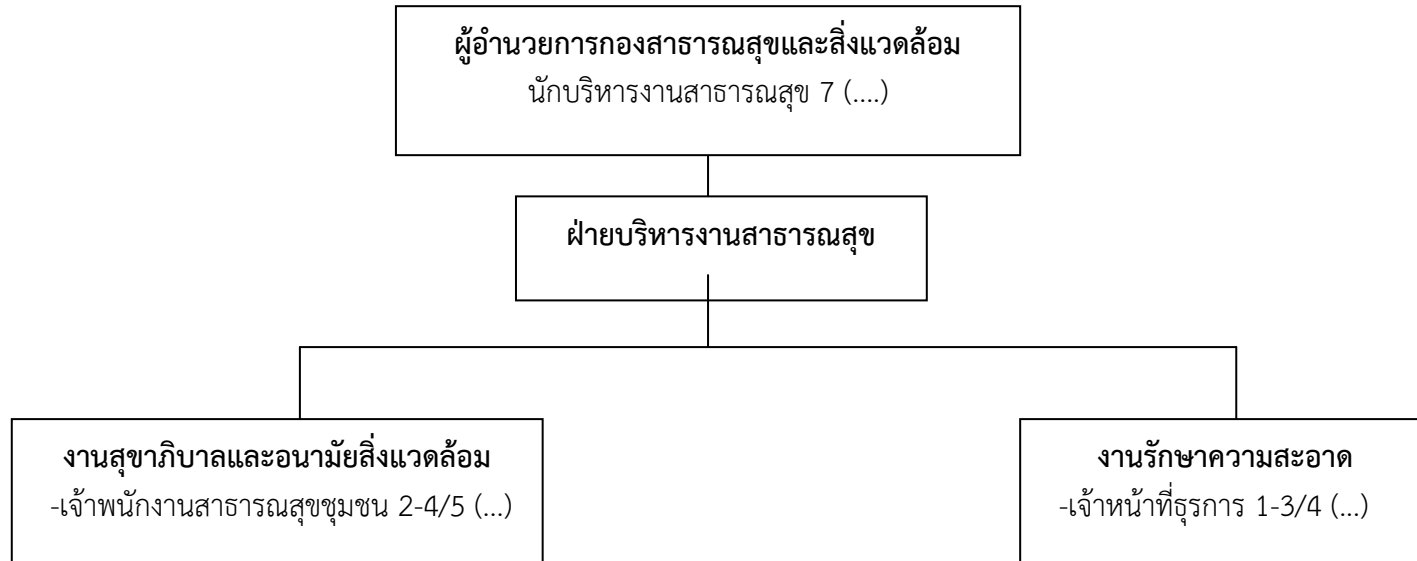 ผู้อำนวยการกองสาธารณสุขและสิ่งแวดล้อม
นักบริหารงานสาธารณสุข 7 (....)
ฝ่ายบริหารงานสาธารณสุข
งานสุขาภิบาลและอนามัยสิ่งแวดล้อม
-เจ้าพนักงานสาธารณสุขชุมชน 2-4/5 (...)
งานรักษาความสะอาด
-เจ้าหน้าที่ธุรการ 1-3/4 (...)